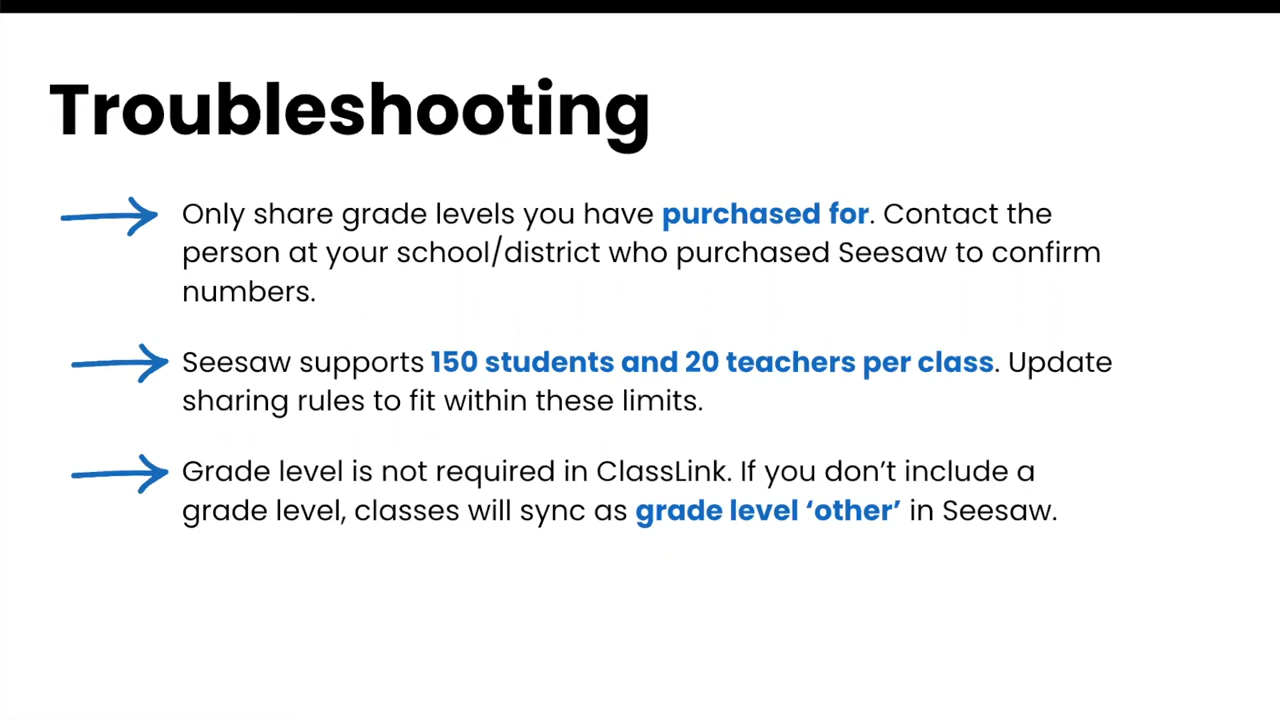 Troubleshooting
Only share grade levels you have purchased for. Contact the
person at your school/district who purchased Seesaw to confirm
numbers.
Seesaw supports 150 students and 20 teachers per class. Update
sharing rules to fit within these limits.
Grade level is not required in ClassLink. If you don’t include a
grade level, classes will sync as grade level ‘other’ in Seesaw.